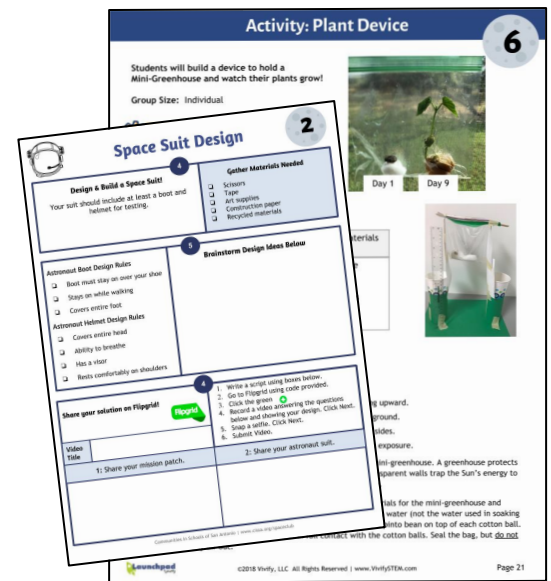 Activity: Plant Device
6
Students will build a device to hold a
Mini-Greenhouse and watch their plants grow!
Group Size: Individual
Day 1
Day 9
Space Suit Design
2
4
Design & Build a Space Suit!
Your suit should include at least a boot and
helmet for testing.
Gather Materials Needed
Scissors
Tape
Art supplies
Construction paper
Recycled materials
5
Astronaut Boot Design Rules
Boot must stay on over your shoe
Stays on while walking
Covers entire foot
Astronaut Helmet Design Rules
Covers entire head
Ability to breathe
Has a visor
Rests comfortably on shoulders
Brainstorm Design Ideas Below
Share your solution on Flipgrid!
Flipgrid
1. Write a script using boxes below.
2. Go to Flipgrid using code provided.
3. Click the green
4. Record a video answering the questions
below and showing your design. Click Next.
5. Snap a selfie. Click Next.
6. Submit Video.
Video
Title
1: Share your mission patch.
2: Share your astronaut suit.
aterials
ng upward.
ground.
sides.
exposure.
ini-greenhouse. A greenhouse protects
sparent walls trap the Sun's energy to
rials for the mini-greenhouse and
water (not the water used in soaking
into bean on top of each cotton ball.
contact with the cotton balls. Seal the bag, but do not
Launchpad
©2018 Vivify, LLC All Rights Reserved | www.VivifySTEM.com
Page 21